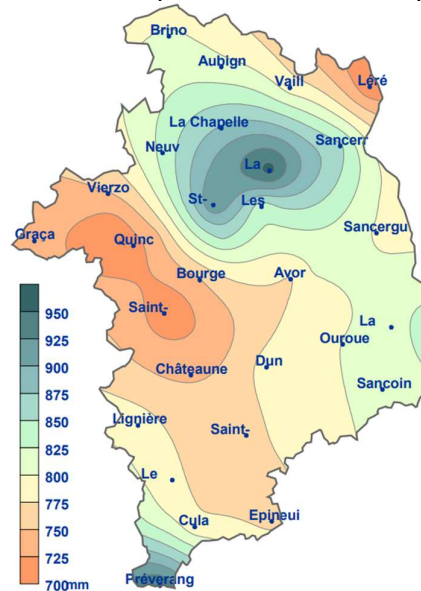 Brino
Aubign
Vaill
Léré
La Chapelle
Neuv
Sancerr
La
Vierzo
St-
Les
Graça
Quinc
Sancergu
Bourge
Avor
Saint-
La
Ouroue
Châteaune
Dun
Sancoin
Lignière
Saint-
Le
Cula
Epineui
Préverang
950
925
900
875
850
825
800
775
750
725
700mm